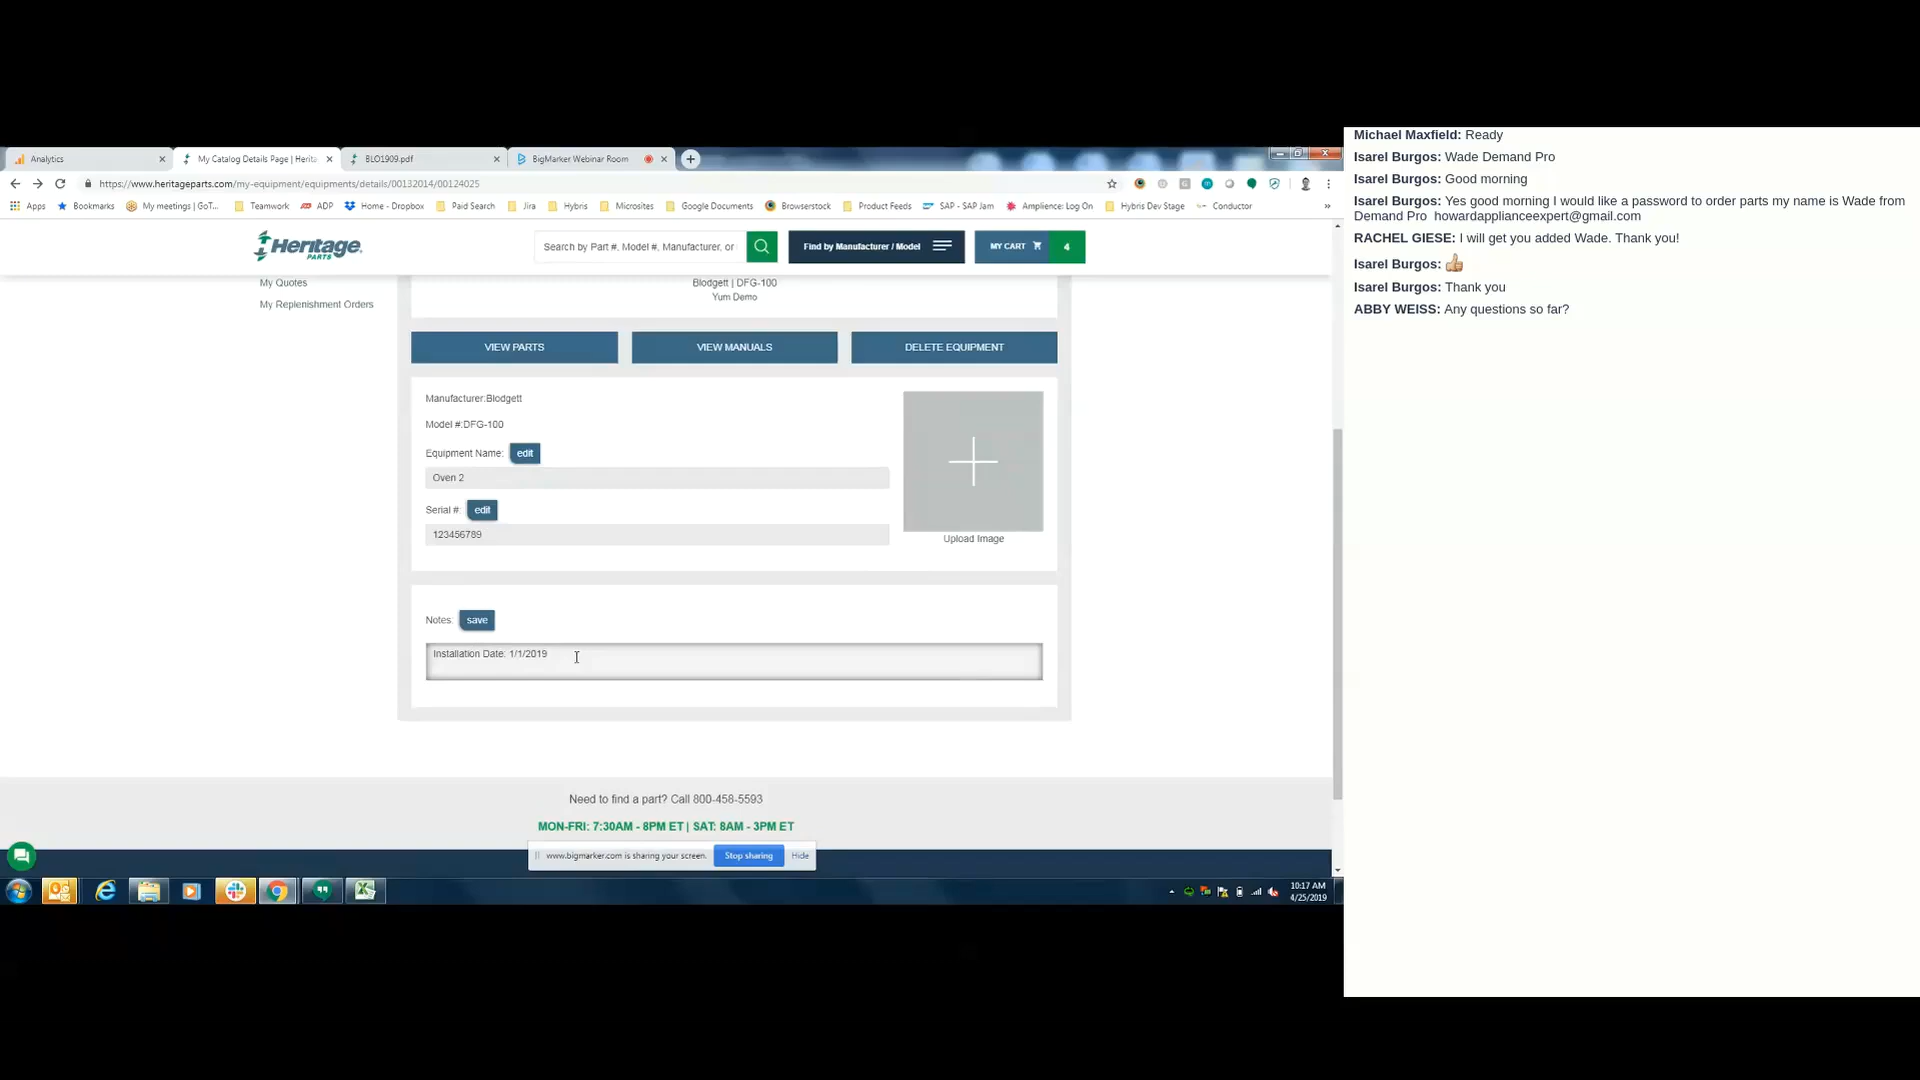 Analytics
My Catalog Details Page | Herita
BLO1909.pdf
BigMarker Webinar Room
https://www.heritageparts.com/my-equipment/equipments/details/00132014/00124025
Apps
Bookmarks
My meetings | GoT...
Teamwork
ADP
Home - Dropbox
Paid Search
Jira
Hybris
Microsites
Google Documents
Browserstock
Product Feeds
SAP - SAP Jam
Amplience: Log On
Hybris Dev Stage
Conductor
Heritage
PARTS
Search by Part #, Model #, Manufacturer, or
Find by Manufacturer / Model
MY CART
4
My Quotes
My Replenishment Orders
Blodgett | DFG-100
Yum Demo
VIEW PARTS
VIEW MANUALS
DELETE EQUIPMENT
Manufacturer:Blodgett
Model #:DFG-100
Equipment Name: edit
Oven 2
Serial #: edit
123456789
Upload Image
Notes: save
Installation Date: 1/1/2019
Need to find a part? Call 800-458-5593
MON-FRI: 7:30AM - 8PM ET | SAT: 8AM - 3PM ET
www.bigmarker.com is sharing your screen.
Stop sharing
Hide
10:17 AM
4/25/2019
Michael Maxfield: Ready
Isarel Burgos: Wade Demand Pro
Isarel Burgos: Good morning
Isarel Burgos: Yes good morning I would like a password to order parts my name is Wade from
Demand Pro howardapplianceexpert@gmail.com
RACHEL GIESE: I will get you added Wade. Thank you!
Isarel Burgos: 👍
Isarel Burgos: Thank you
ABBY WEISS: Any questions so far?